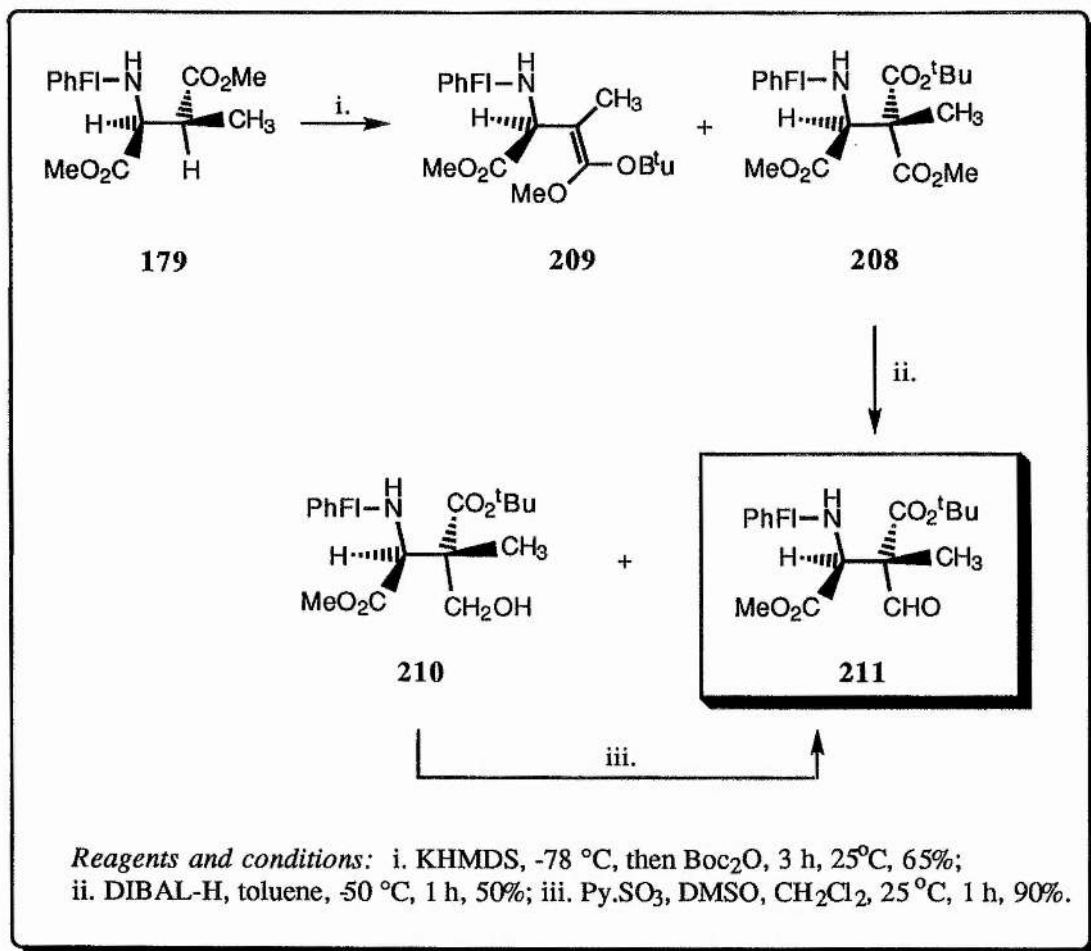 H
PhFl–N
CO2Me
H
CH3
MeO2C
H
179
i.
H
PhFl–N
CH3
H
MeO2C
OBᵗu
MeO
209
+
H
PhFl–N
CO2ᵗBu
H
CH3
MeO2C
CO2Me
208
ii.
H
PhFl–N
CO2ᵗBu
H
CH3
MeO2C
CH2OH
210
+
H
PhFl–N
CO2ᵗBu
H
CH3
MeO2C
CHO
211
iii.
Reagents and conditions: i. KHMDS, -78 °C, then Boc2O, 3 h, 25°C, 65%;
ii. DIBAL-H, toluene, -50 °C, 1 h, 50%; iii. Py.SO3, DMSO, CH2Cl2, 25 °C, 1 h, 90%.